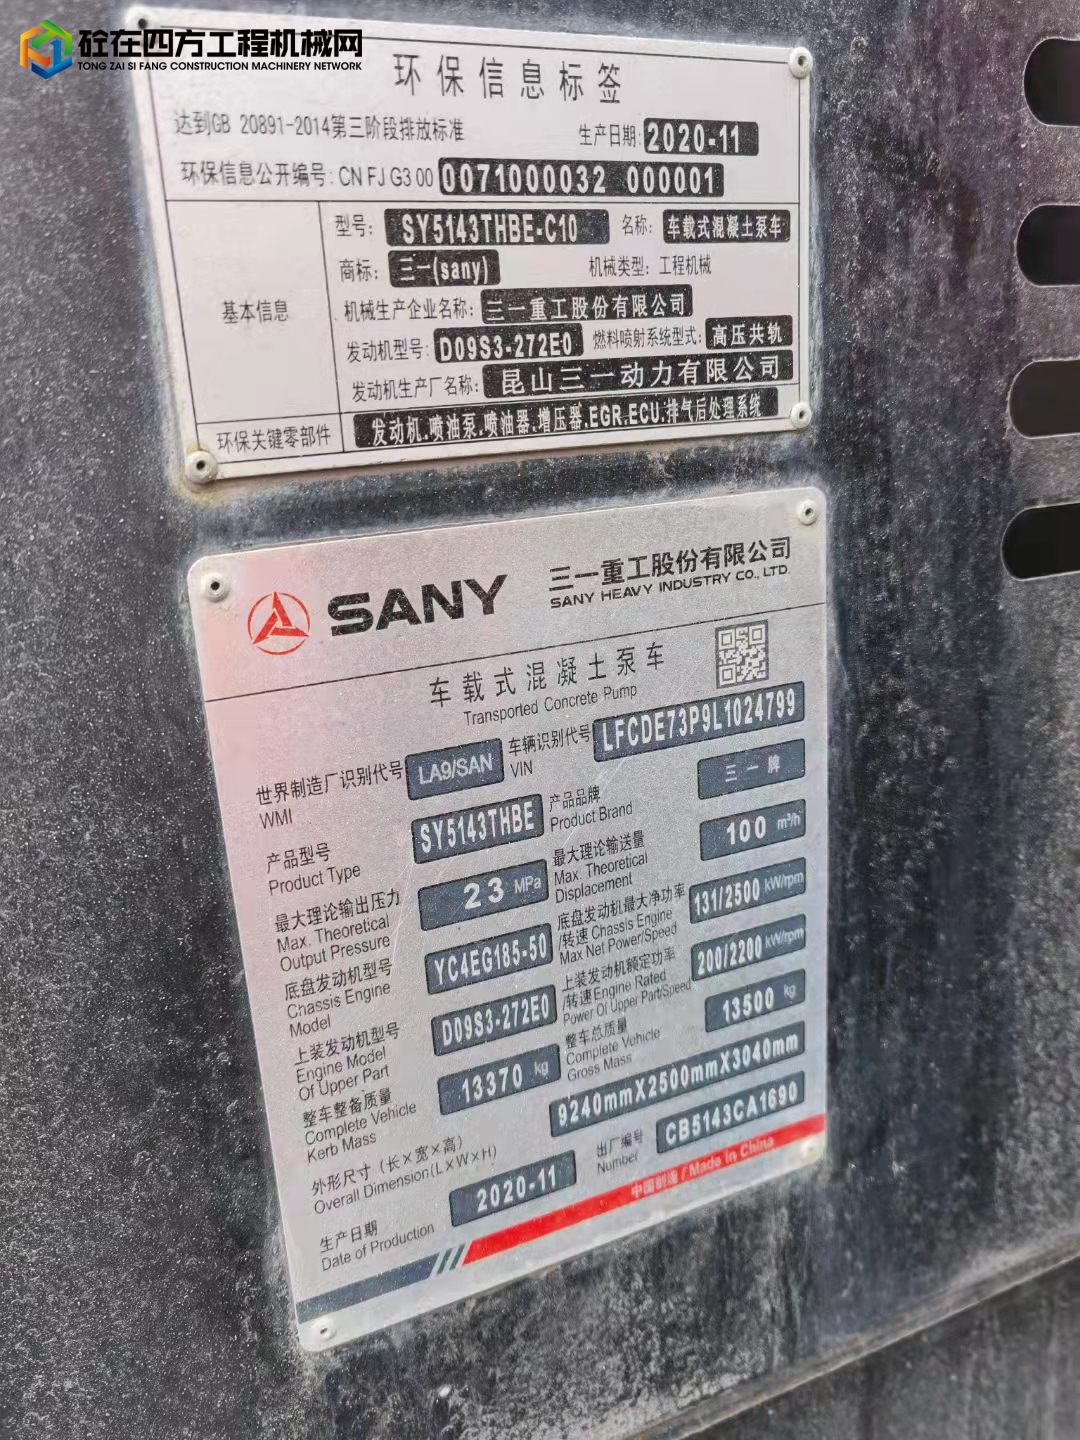 砼在四方工程机械网
TONG ZAI SI FANG CONSTRUCTION MACHINERY NETWORK
环保信息标签
达到GB 20891-2014第三阶段排放标准 生产日期: 2020-11
环保信息公开编号: CN FJ G3 00 0071000032 000001
基本信息
型号: SY5143THBE-C10 名称: 车载式混凝土泵车
商标: 三一(sany) 机械类型: 工程机械
机械生产企业名称: 三一重工股份有限公司
发动机型号: D09S3-272E0 燃料喷射系统型式: 高压共轨
发动机生产厂名称: 昆山三一动力有限公司
环保关键零部件 发动机.喷油泵.喷油器.增压器.EGR.ECU.排气后处理系统
SANY 三一重工股份有限公司
SANY HEAVY INDUSTRY CO., LTD.
车载式混凝土泵车
Transported Concrete Pump
世界制造厂识别代号 LA9/SAN 车辆识别代号 LFCDE73P9L1024799
WMI VIN
产品型号 SY5143THBE 产品品牌 三一牌
Product Type Product Brand
最大理论输出压力 23 MPa 最大理论输送量 100 m³/h
Max. Theoretical Max. Theoretical
Output Pressure Displacement
底盘发动机型号 YC4EG185-50 底盘发动机最大净功率 131/2500 kW/rpm
Chassis Engine /转速 Chassis Engine
Model Max Net Power/Speed
上装发动机型号 D09S3-272E0 上装发动机额定功率 200/2200 kW/rpm
Engine Model /转速 Engine Rated
Of Upper Part Power Of Upper Part/Speed
整车整备质量 13370 kg 整车总质量 13500 kg
Complete Vehicle Complete Vehicle
Kerb Mass Gross Mass
外形尺寸 (长×宽×高) 9240mmX2500mmX3040mm
Overall Dimension(L×W×H)
生产日期 2020-11 出厂编号 CB5143CA1690
Date of Production Number
中国制造/Made in China